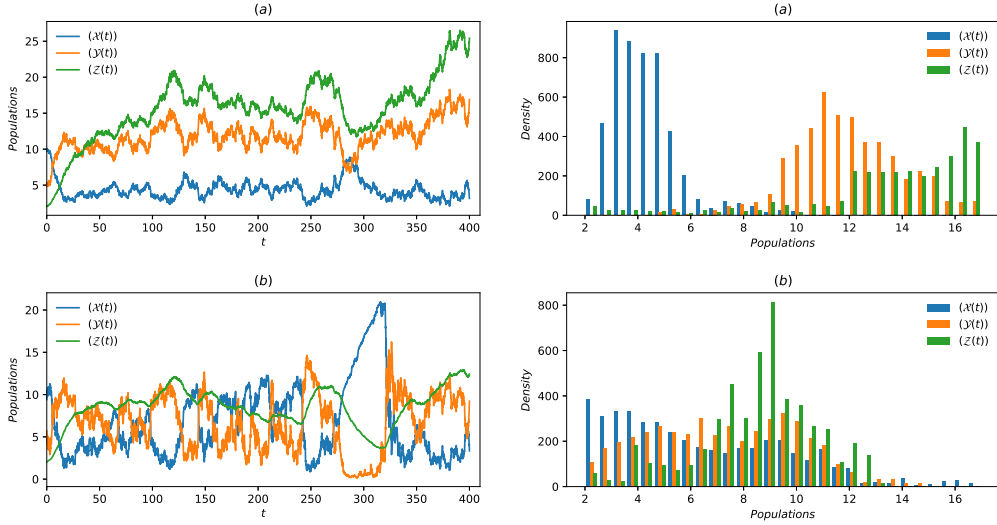 (a)
25
20
15
10
5
Populations
0 50 100 150 200 250 300 350 400
t
(𝒳(t))
(𝒴(t))
(𝒵(t))
(a)
800
600
400
200
0
Density
2 4 6 8 10 12 14 16
Populations
(𝒳(t))
(𝒴(t))
(𝒵(t))
(b)
20
15
10
5
0
Populations
0 50 100 150 200 250 300 350 400
t
(𝒳(t))
(𝒴(t))
(𝒵(t))
(b)
800
600
400
200
0
Density
2 4 6 8 10 12 14 16
Populations
(𝒳(t))
(𝒴(t))
(𝒵(t))